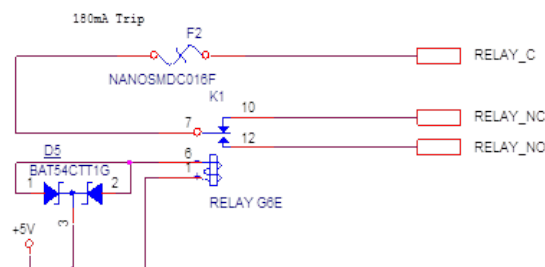 180mA Trip
F2
RELAY_C
NANOSMDC016F
K1
10
RELAY_NC
7
12
RELAY_NO
D5
6
BAT54CTT1G
1
1 2
RELAY G6E
+5V
3